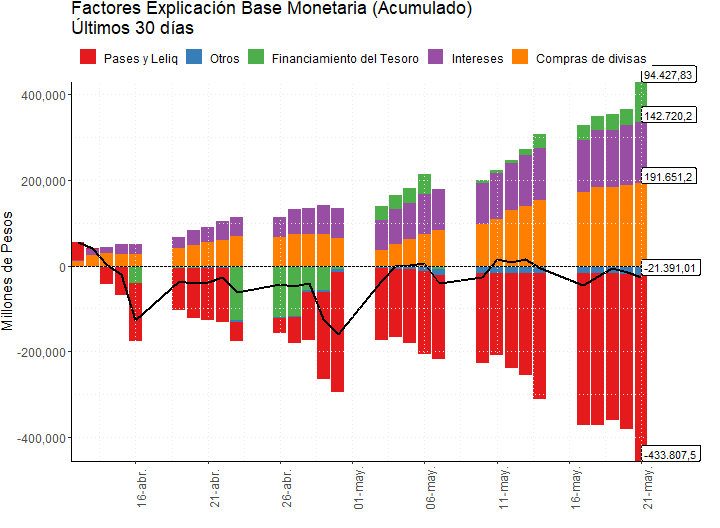 Factores Explicación Base Monetaria (Acumulado)
Últimos 30 días
Pases y Leliq
Otros
Financiamiento del Tesoro
Intereses
Compras de divisas
Millones de Pesos
400,000
200,000
0
-200,000
-400,000
94.427,83
142.720,2
191.651,2
-21.391,01
-433.807,5
16-abr.
21-abr.
26-abr.
01-may.
06-may.
11-may.
16-may.
21-may.